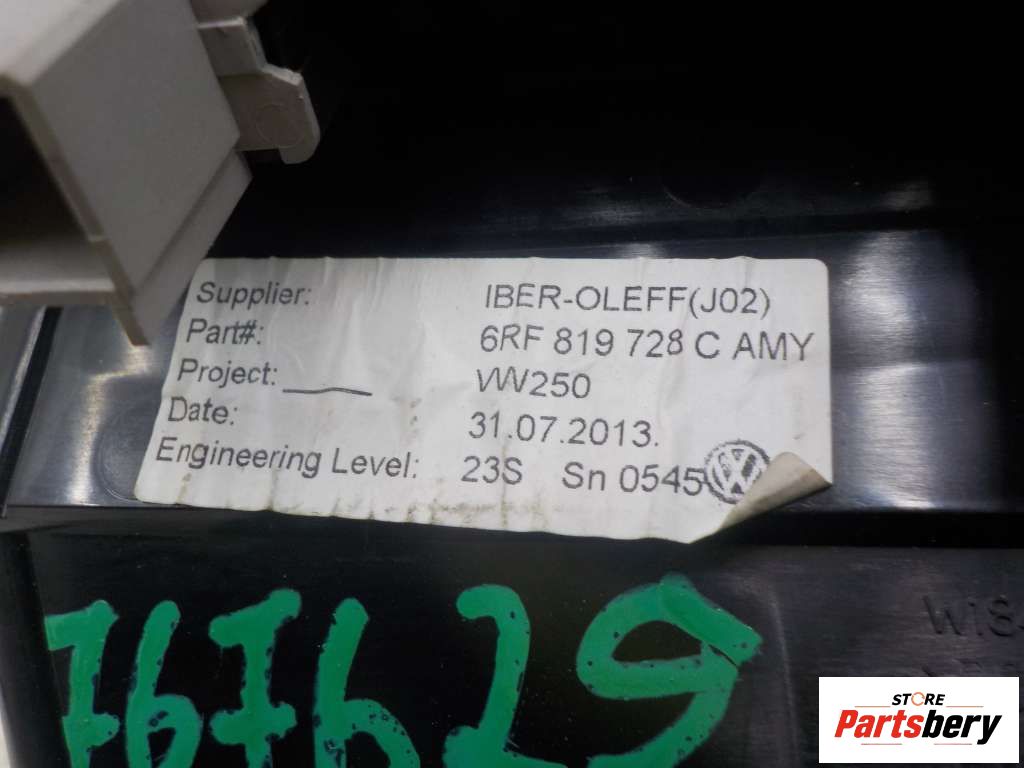 Supplier: IBER-OLEFF(J02)
Part#: 6RF 819 728 C AMY
Project: VW250
Date: 31.07.2013.
Engineering Level: 23S Sn 0545
767629
STORE
Partsbery